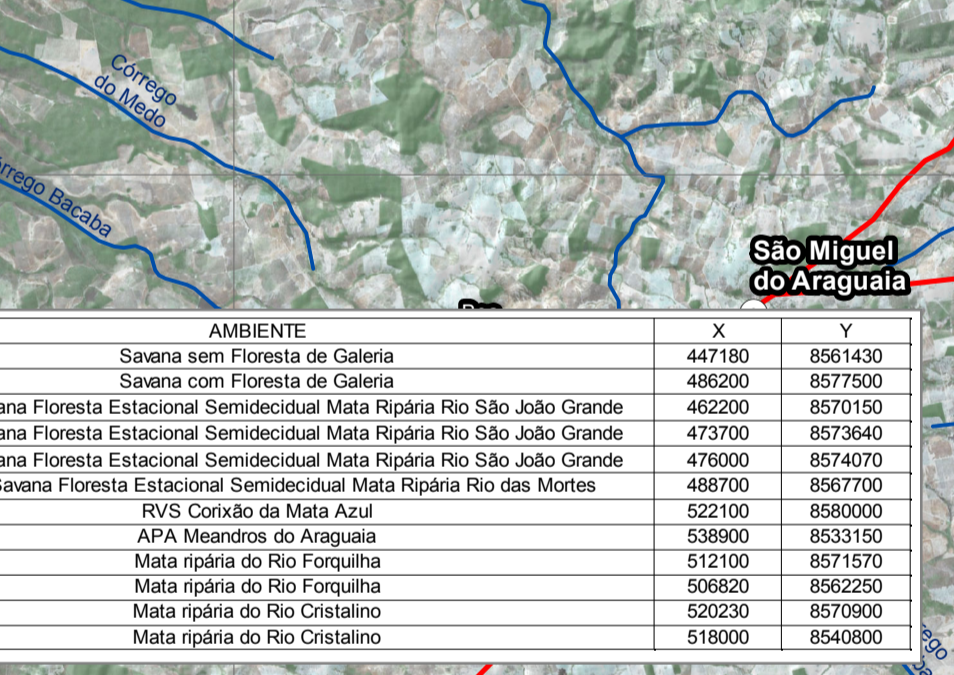 Córrego
do Medo
Bacaba
São Miguel
do Araguaia
AMBIENTE X Y
Savana sem Floresta de Galeria 447180 8561430
Savana com Floresta de Galeria 486200 8577500
Floresta Estacional Semidecidual Mata Ripária Rio São João Grande 462200 8570150
Floresta Estacional Semidecidual Mata Ripária Rio São João Grande 473700 8573640
Floresta Estacional Semidecidual Mata Ripária Rio São João Grande 476000 8574070
Savana Floresta Estacional Semidecidual Mata Ripária Rio das Mortes 488700 8567700
RVS Corixão da Mata Azul 522100 8580000
APA Meandros do Araguaia 538900 8533150
Mata ripária do Rio Forquilha 512100 8571570
Mata ripária do Rio Forquilha 506820 8562250
Mata ripária do Rio Cristalino 520230 8570900
Mata ripária do Rio Cristalino 518000 8540800